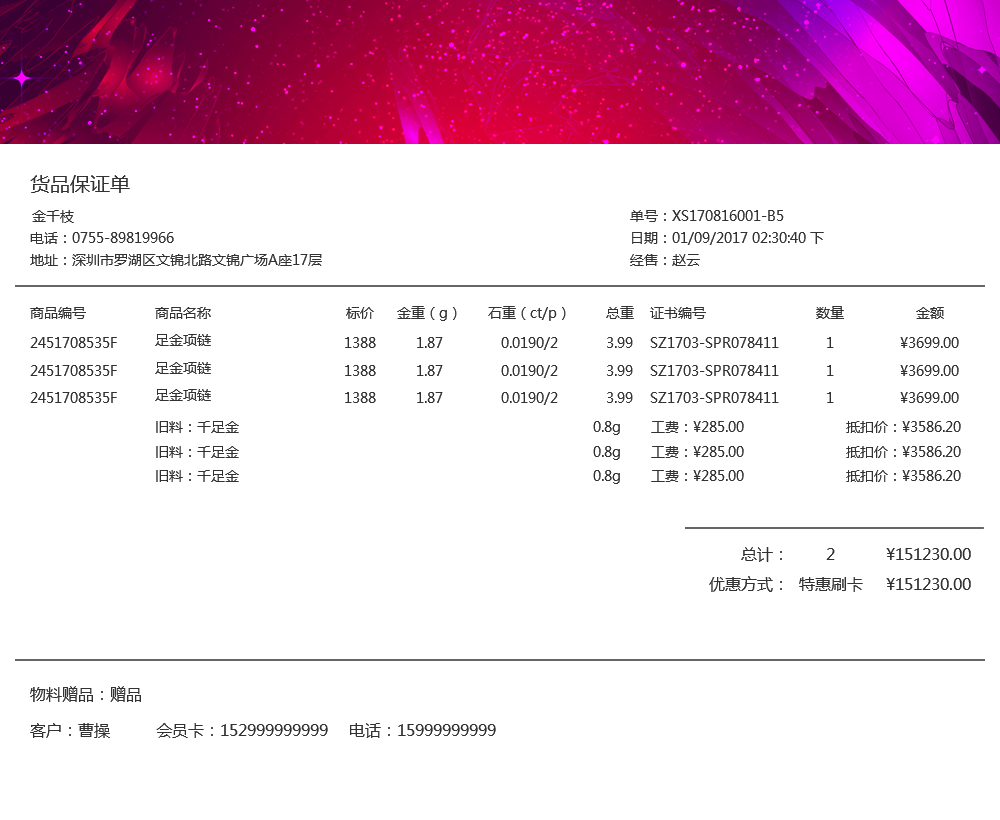 货品保证单
金千枝
单号：XS170816001-B5
电话：0755-89819966
日期：01/09/2017 02:30:40 下
地址：深圳市罗湖区文锦北路文锦广场A座17层
经售：赵云
商品编号 商品名称 标价 金重（g） 石重（ct/p） 总重 证书编号 数量 金额
2451708535F 足金项链 1388 1.87 0.0190/2 3.99 SZ1703-SPR078411 1 ¥3699.00
2451708535F 足金项链 1388 1.87 0.0190/2 3.99 SZ1703-SPR078411 1 ¥3699.00
2451708535F 足金项链 1388 1.87 0.0190/2 3.99 SZ1703-SPR078411 1 ¥3699.00
旧料：千足金 0.8g 工费：¥285.00 抵扣价：¥3586.20
旧料：千足金 0.8g 工费：¥285.00 抵扣价：¥3586.20
旧料：千足金 0.8g 工费：¥285.00 抵扣价：¥3586.20
总计： 2 ¥151230.00
优惠方式： 特惠刷卡 ¥151230.00
物料赠品：赠品
客户：曹操 会员卡：152999999999 电话：15999999999